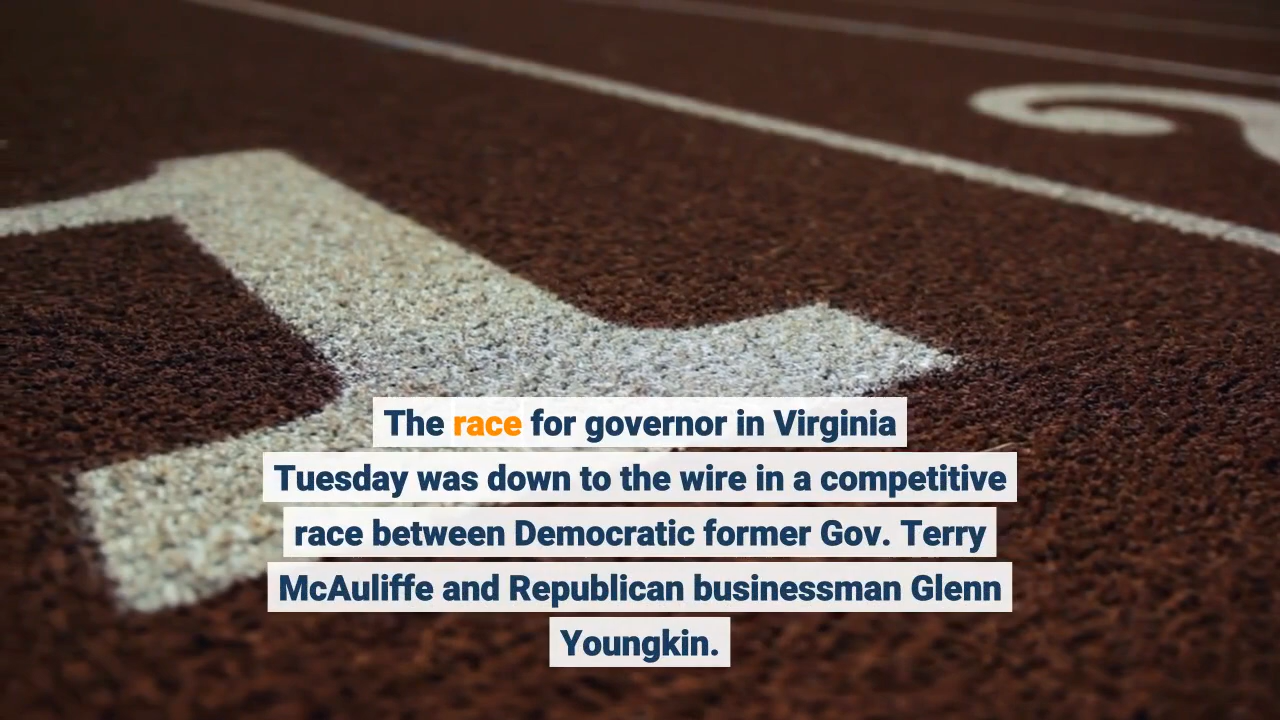 The race for governor in Virginia
Tuesday was down to the wire in a competitive
race between Democratic former Gov. Terry
McAuliffe and Republican businessman Glenn
Youngkin.